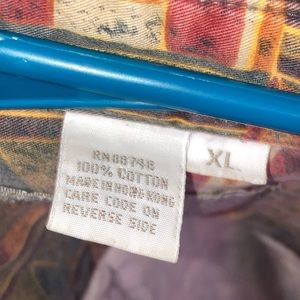 RN88748
100% COTTON
MADE IN HONG KONG
CARE CODE ON
REVERSE SIDE
XL